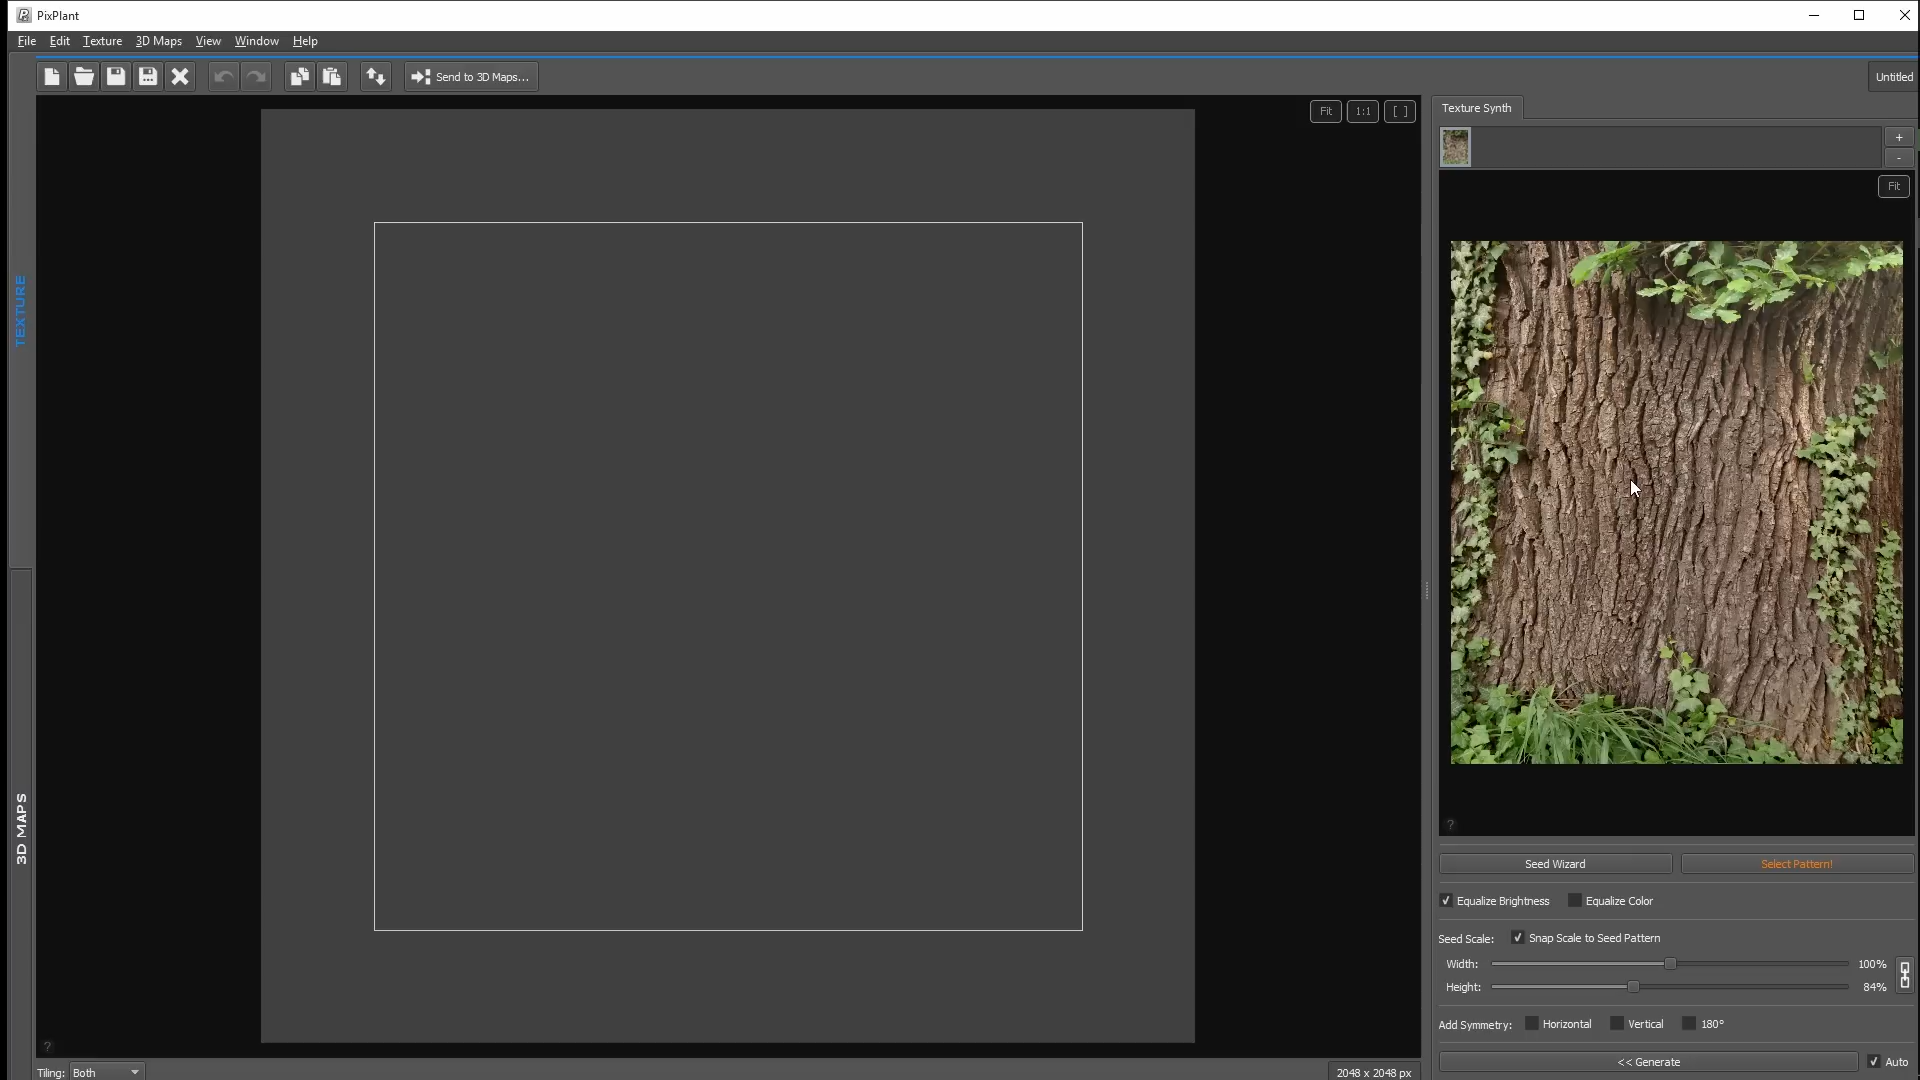 PixPlant
File Edit Texture 3D Maps View Window Help
Send to 3D Maps...
Untitled
Fit 1:1 [ ]
Texture Synth
+
-
Fit
TEXTURE
3D MAPS
?
Seed Wizard Select Pattern!
Equalize Brightness Equalize Color
Seed Scale: Snap Scale to Seed Pattern
Width: 100%
Height: 84%
Add Symmetry: Horizontal Vertical 180°
<< Generate Auto
?
Tiling: Both 2048 x 2048 px